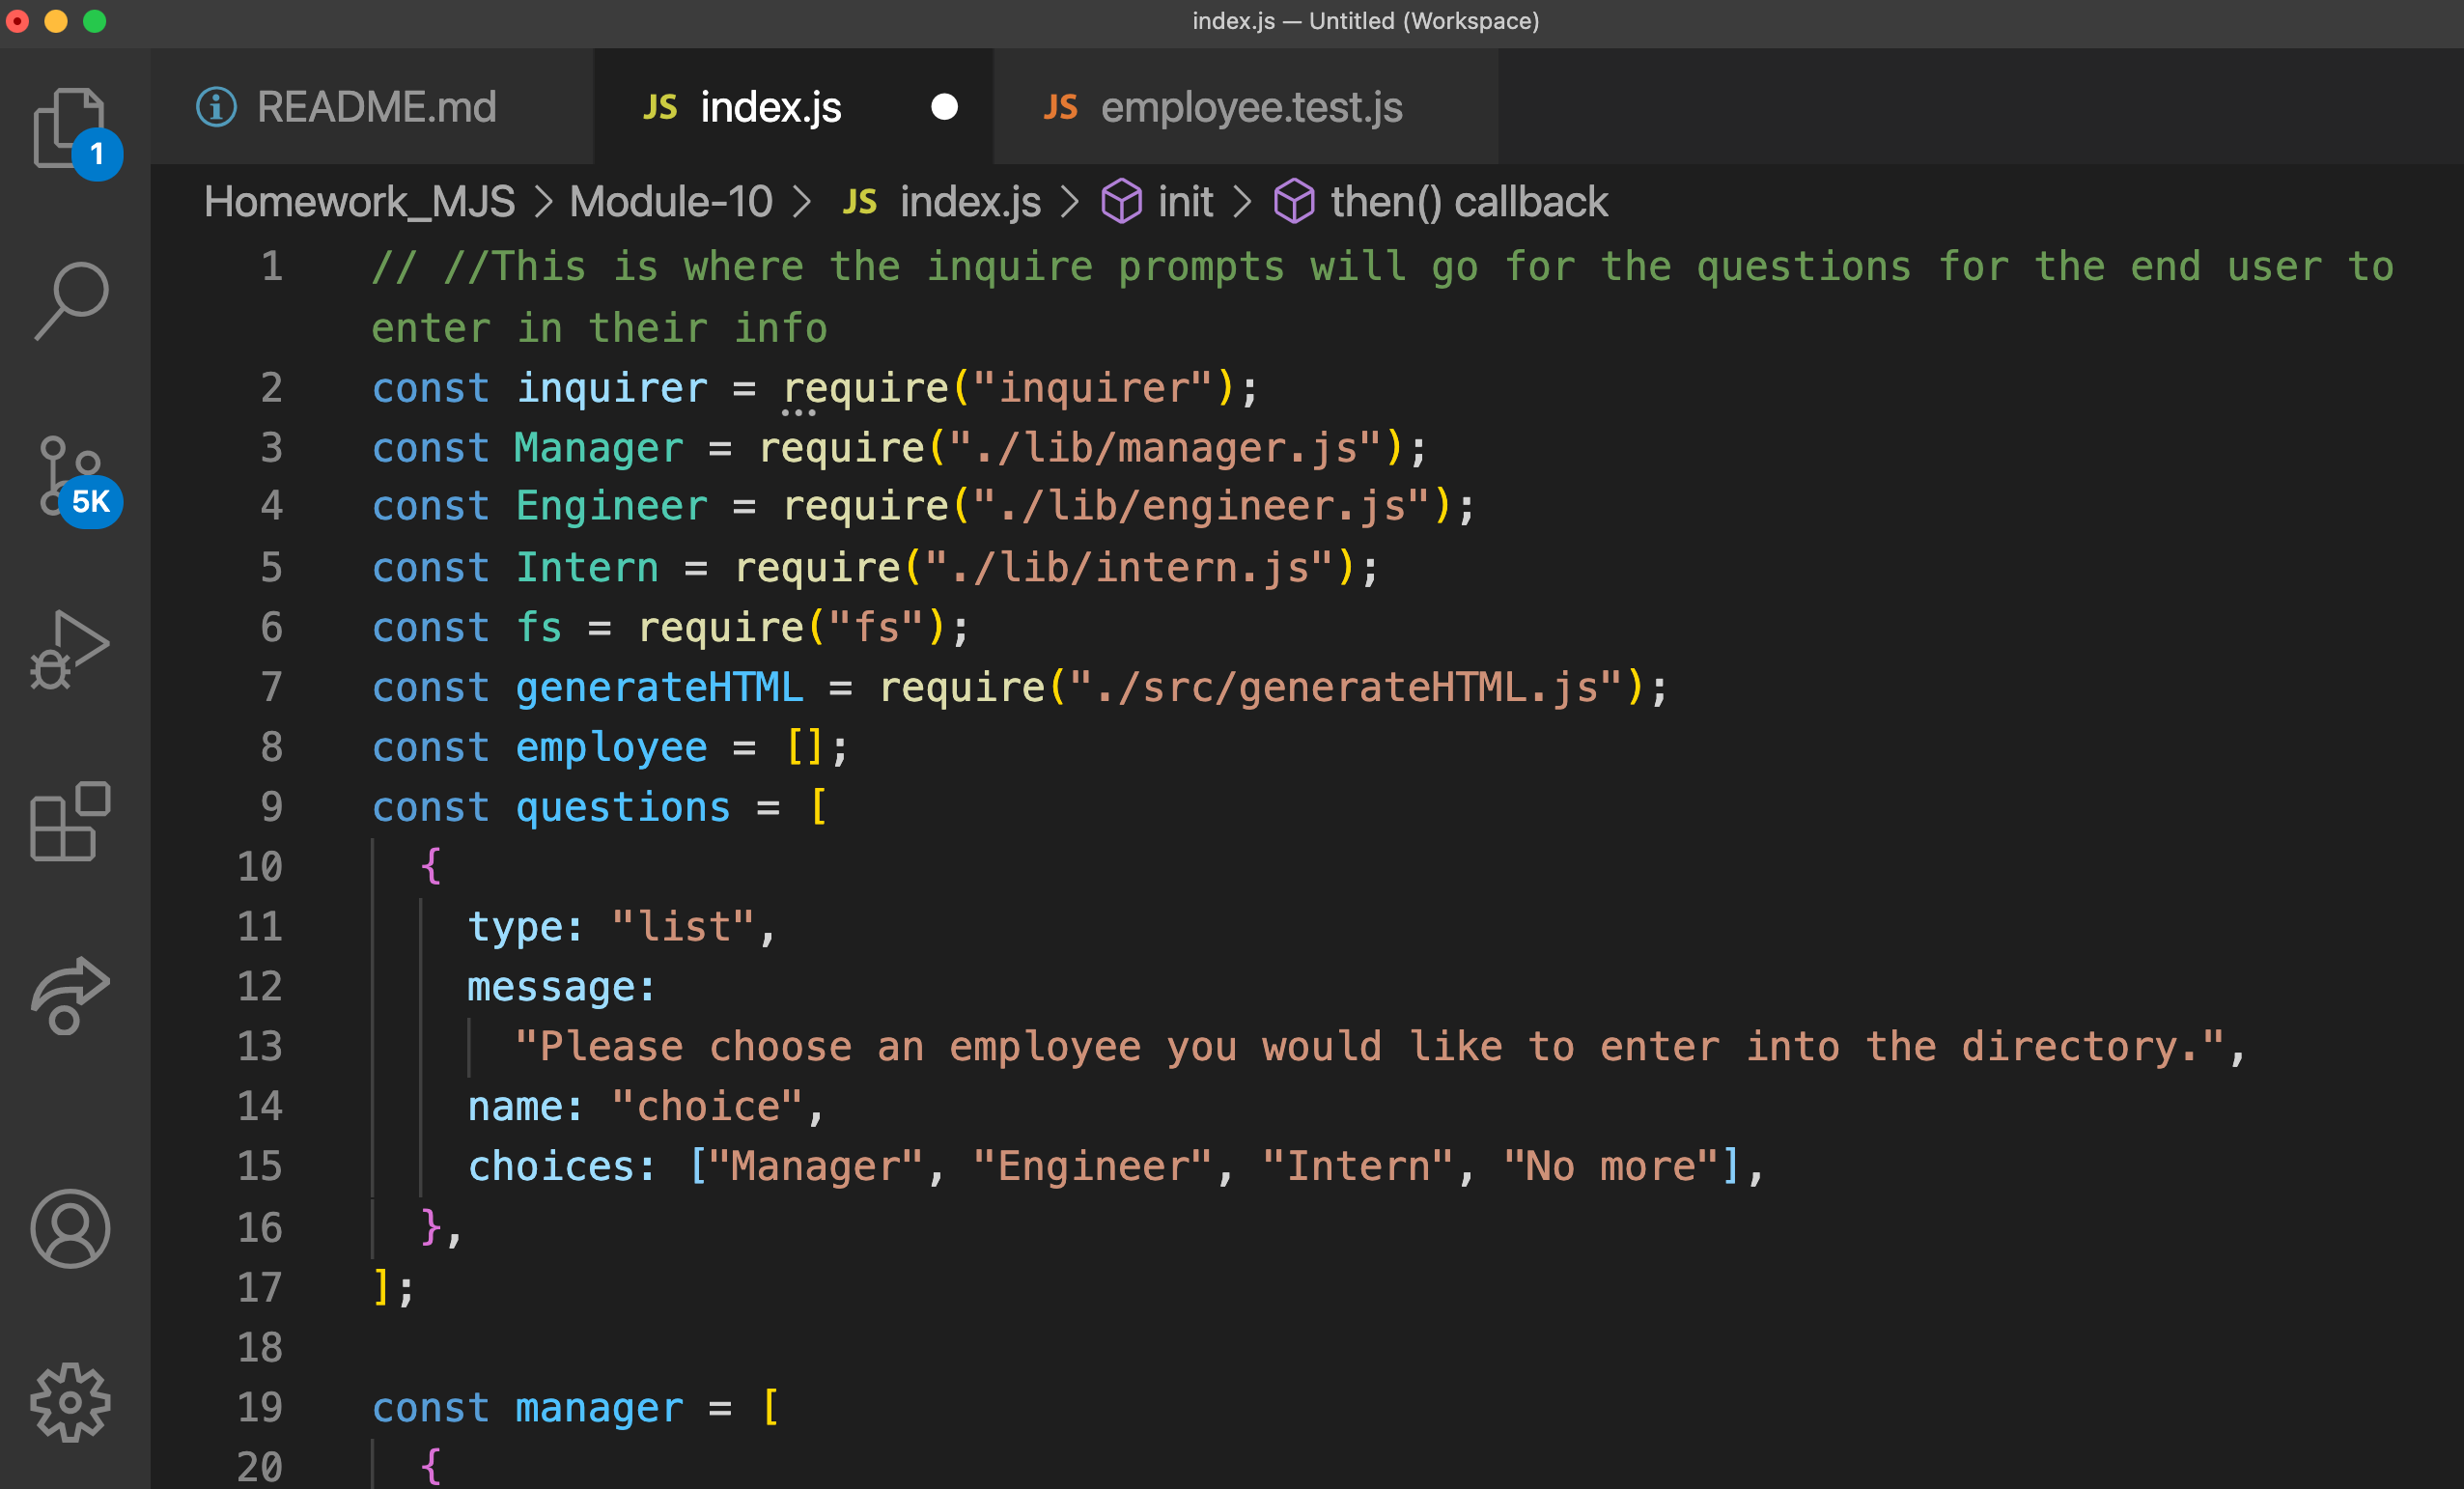 index.js — Untitled (Workspace)
README.md
JS index.js
JS employee.test.js
1
5K
Homework_MJS > Module-10 > JS index.js > init > then() callback
1 // //This is where the inquire prompts will go for the questions for the end user to
enter in their info
2 const inquirer = require("inquirer");
3 const Manager = require("./lib/manager.js");
4 const Engineer = require("./lib/engineer.js");
5 const Intern = require("./lib/intern.js");
6 const fs = require("fs");
7 const generateHTML = require("./src/generateHTML.js");
8 const employee = [];
9 const questions = [
10 {
11 type: "list",
12 message:
13 "Please choose an employee you would like to enter into the directory.",
14 name: "choice",
15 choices: ["Manager", "Engineer", "Intern", "No more"],
16 },
17 ];
18
19 const manager = [
20 {